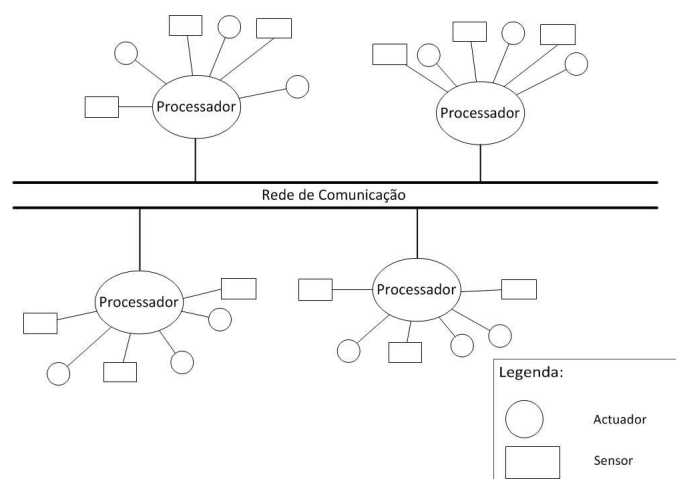 Processador
Processador
Rede de Comunicação
Processador
Processador
Legenda:
Actuador
Sensor